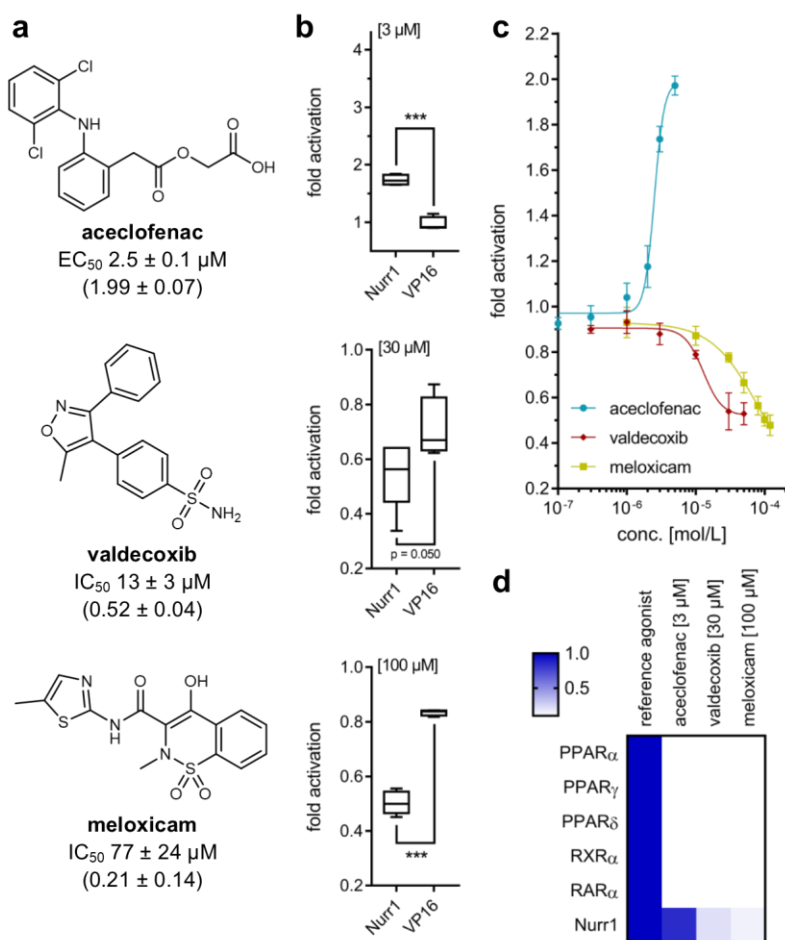 a
Cl
NH
Cl
O
O
O
OH
aceclofenac
EC₅₀ 2.5 ± 0.1 µM
(1.99 ± 0.07)
N
O
S
O
O
NH₂
valdecoxib
IC₅₀ 13 ± 3 µM
(0.52 ± 0.04)
N
S
NH
O
OH
N
S
O O
meloxicam
IC₅₀ 77 ± 24 µM
(0.21 ± 0.14)
b
[3 µM]
fold activation
4
3
2
1
***
Nurr1
VP16
[30 µM]
fold activation
1.0
0.8
0.6
0.4
0.2
p = 0.050
Nurr1
VP16
[100 µM]
fold activation
1.0
0.8
0.6
0.4
0.2
***
Nurr1
VP16
c
fold activation
2.0
1.8
1.6
1.4
1.2
1.0
0.8
0.6
0.4
0.2
aceclofenac
valdecoxib
meloxicam
10⁻⁷ 10⁻⁶ 10⁻⁵ 10⁻⁴
conc. [mol/L]
d
1.0
0.5
reference agonist
aceclofenac [3 µM]
valdecoxib [30 µM]
meloxicam [100 µM]
PPARα
PPARγ
PPARδ
RXRα
RARα
Nurr1